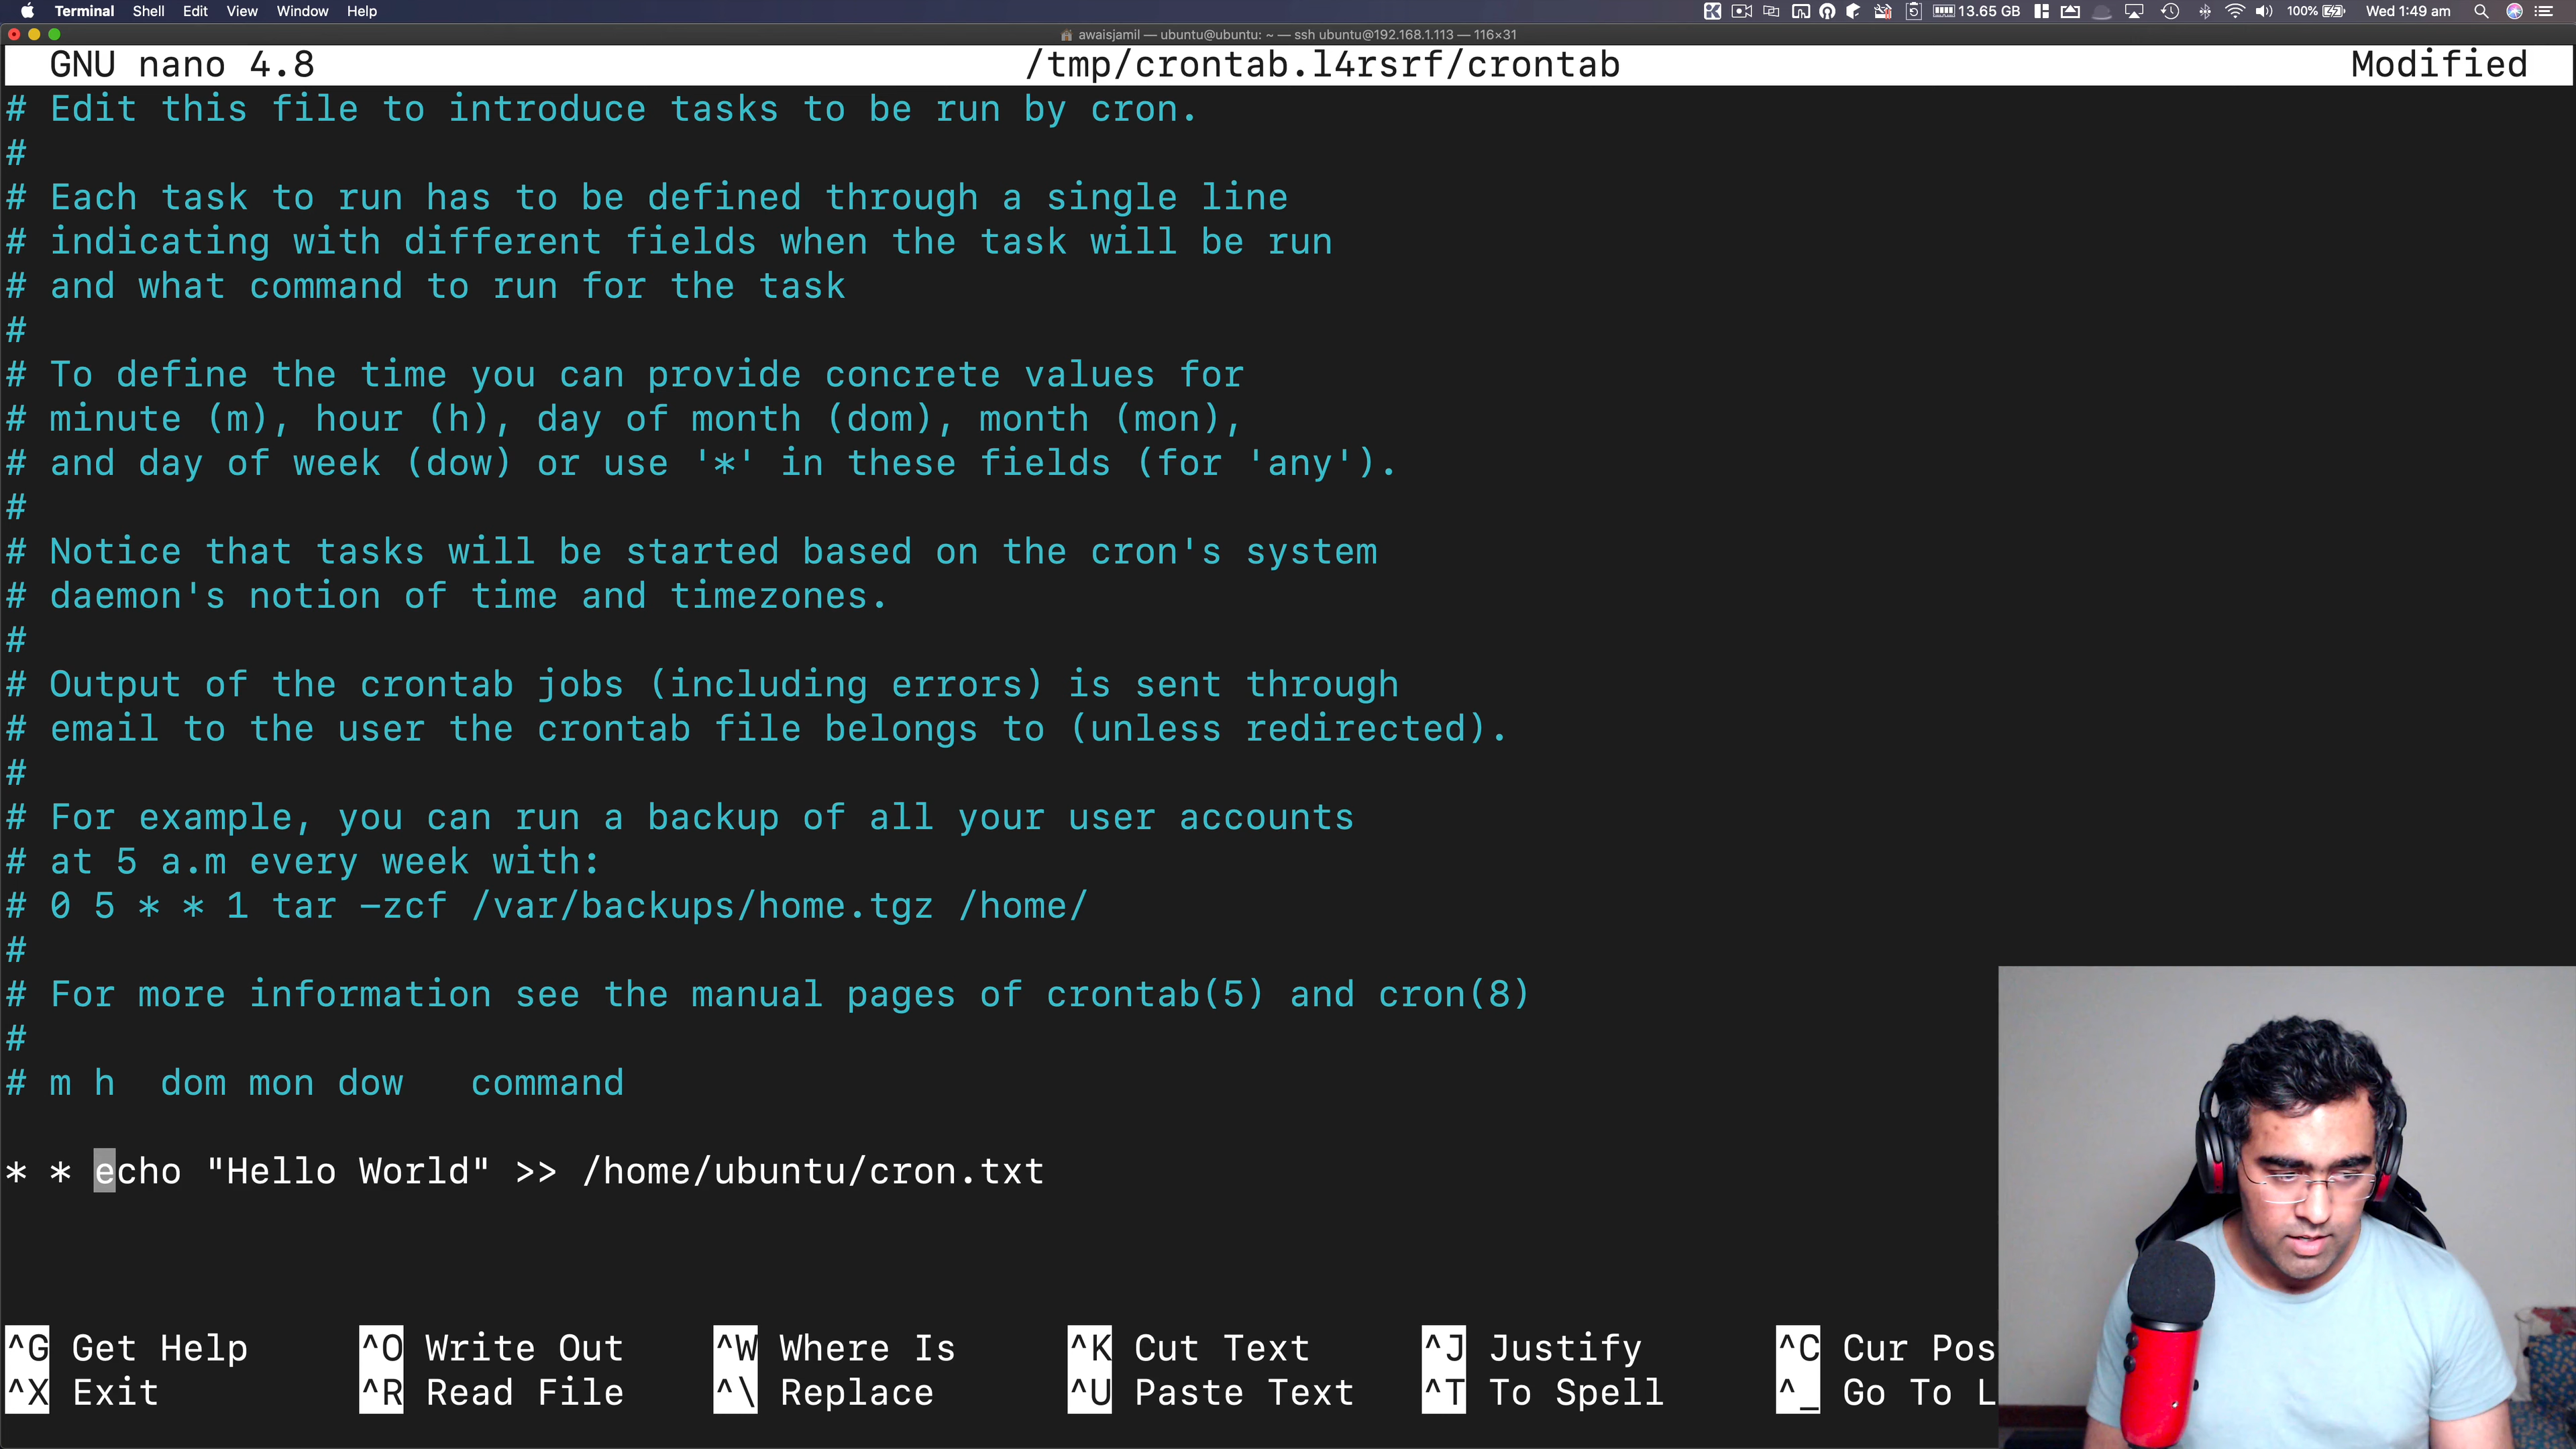 Terminal Shell Edit View Window Help 13.65 GB 100% Wed 1:49 am
awaisjamil — ubuntu@ubuntu: ~ — ssh ubuntu@192.168.1.113 — 116×31
GNU nano 4.8 /tmp/crontab.l4rsrf/crontab Modified
# Edit this file to introduce tasks to be run by cron.
#
# Each task to run has to be defined through a single line
# indicating with different fields when the task will be run
# and what command to run for the task
#
# To define the time you can provide concrete values for
# minute (m), hour (h), day of month (dom), month (mon),
# and day of week (dow) or use '*' in these fields (for 'any').
#
# Notice that tasks will be started based on the cron's system
# daemon's notion of time and timezones.
#
# Output of the crontab jobs (including errors) is sent through
# email to the user the crontab file belongs to (unless redirected).
#
# For example, you can run a backup of all your user accounts
# at 5 a.m every week with:
# 0 5 * * 1 tar -zcf /var/backups/home.tgz /home/
#
# For more information see the manual pages of crontab(5) and cron(8)
#
# m h  dom mon dow   command
* * echo "Hello World" >> /home/ubuntu/cron.txt
^G Get Help ^O Write Out ^W Where Is ^K Cut Text ^J Justify ^C Cur Pos
^X Exit ^R Read File ^\ Replace ^U Paste Text ^T To Spell ^_ Go To L